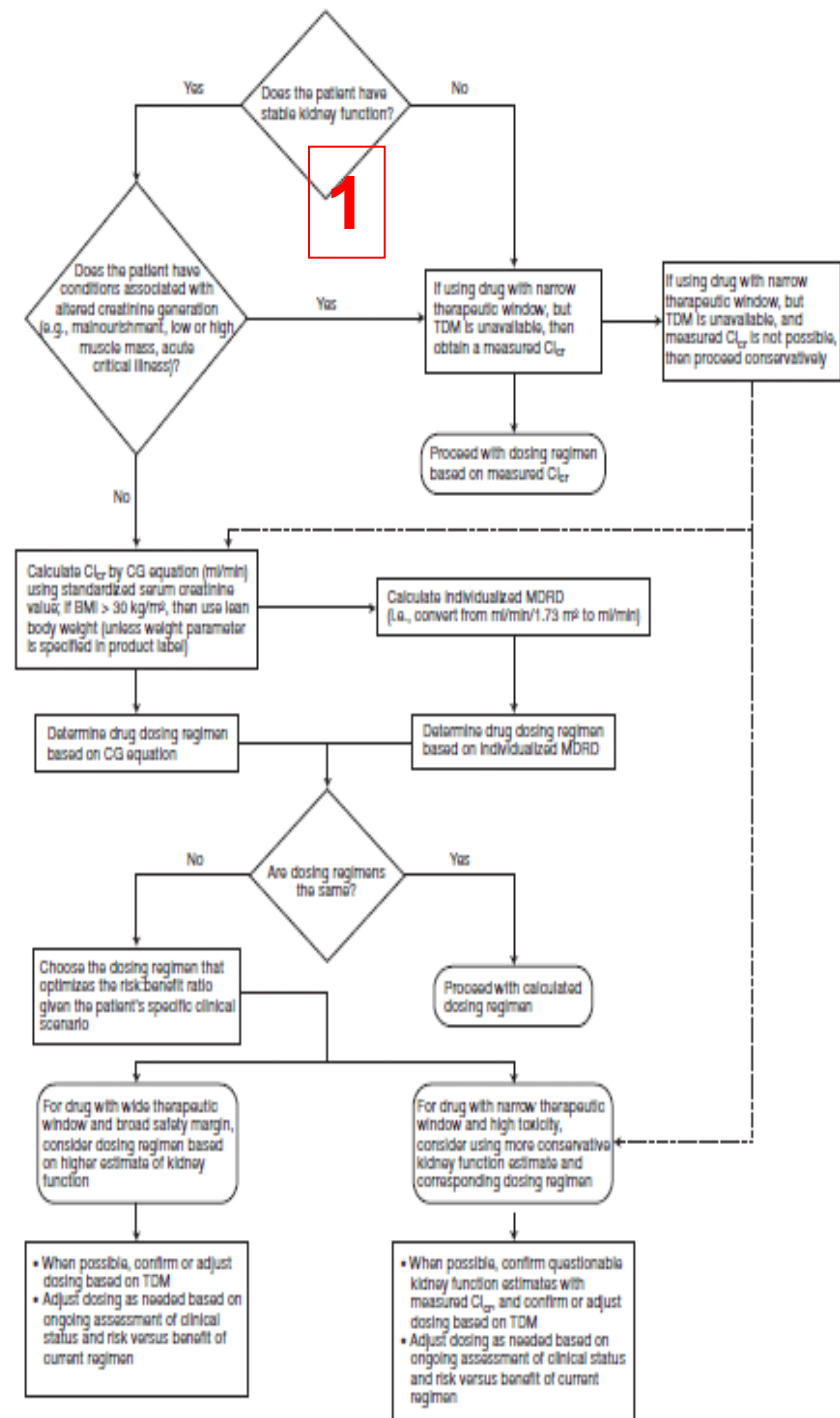 Yes
Does the patient have
stable kidney function?
No
1
Does the patient have
conditions associated with
altered creatinine generation
(e.g., malnourishment, low or high
muscle mass, acute
critical illness)?
Yes
If using drug with narrow
therapeutic window, but
TDM is unavailable, then
obtain a measured Clcr
If using drug with narrow
therapeutic window, but
TDM is unavailable, and
measured Clcr is not possible,
then proceed conservatively
Proceed with dosing regimen
based on measured Clcr
No
Calculate Clcr by CG equation (ml/min)
using standardized serum creatinine
value; if BMI > 30 kg/m², then use lean
body weight (unless weight parameter
is specified in product label)
Calculate individualized MDRD
(i.e., convert from ml/min/1.73 m² to ml/min)
Determine drug dosing regimen
based on CG equation
Determine drug dosing regimen
based on individualized MDRD
No
Are dosing regimens
the same?
Yes
Choose the dosing regimen that
optimizes the risk:benefit ratio
given the patient's specific clinical
scenario
Proceed with calculated
dosing regimen
For drug with wide therapeutic
window and broad safety margin,
consider dosing regimen based
on higher estimate of kidney
function
For drug with narrow therapeutic
window and high toxicity,
consider using more conservative
kidney function estimate and
corresponding dosing regimen
• When possible, confirm or adjust
dosing based on TDM
• Adjust dosing as needed based on
ongoing assessment of clinical
status and risk versus benefit of
current regimen
• When possible, confirm questionable
kidney function estimates with
measured Clcr, and confirm or adjust
dosing based on TDM
• Adjust dosing as needed based on
ongoing assessment of clinical status
and risk versus benefit of current
regimen